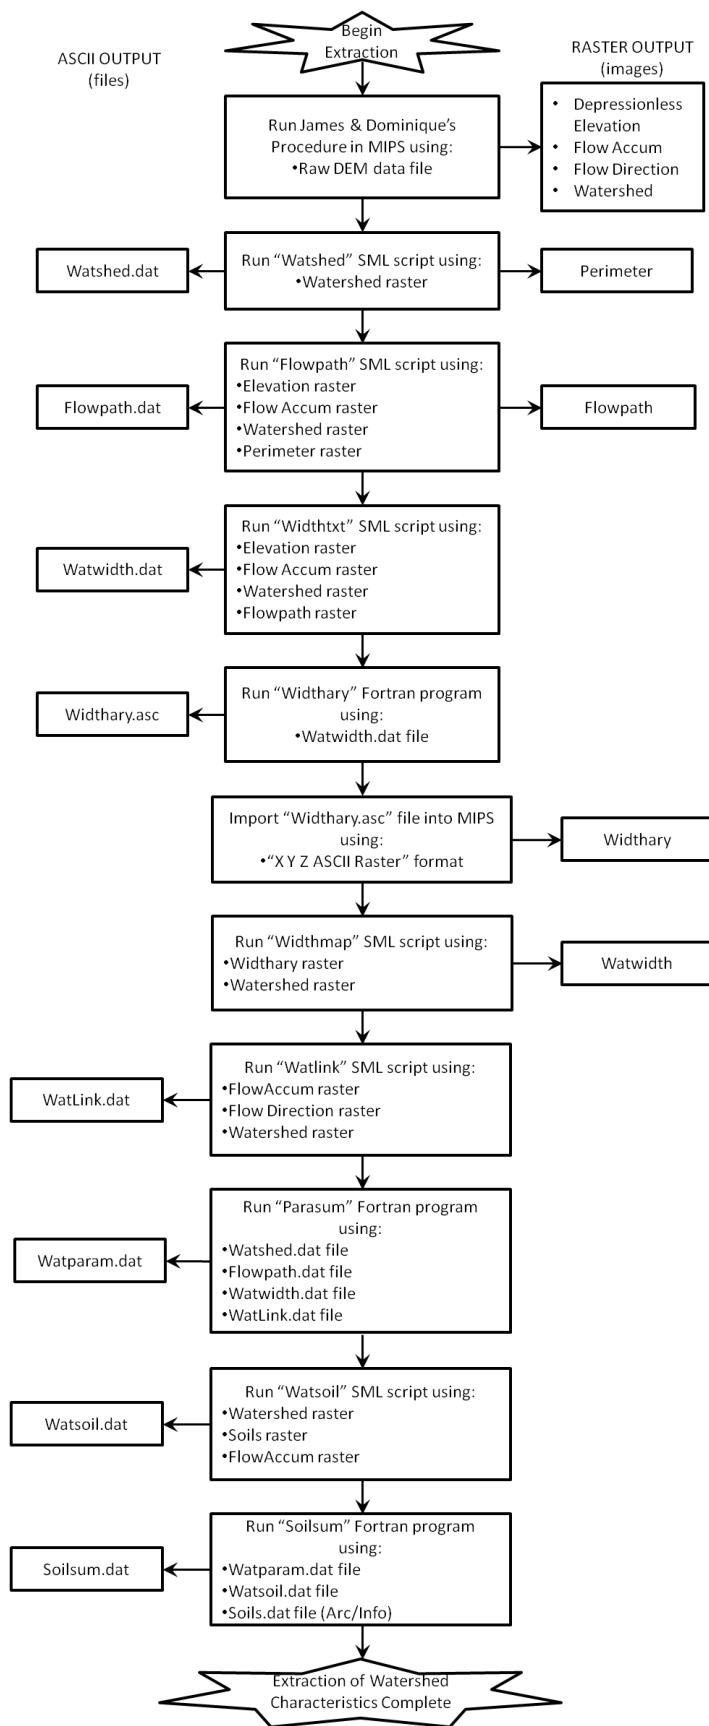 Begin
Extraction
ASCII OUTPUT
(files)
RASTER OUTPUT
(images)
Run James & Dominique's
Procedure in MIPS using:
•Raw DEM data file
• Depressionless
Elevation
• Flow Accum
• Flow Direction
• Watershed
Watshed.dat
Run “Watshed” SML script using:
•Watershed raster
Perimeter
Flowpath.dat
Run “Flowpath” SML script using:
•Elevation raster
•Flow Accum raster
•Watershed raster
•Perimeter raster
Flowpath
Watwidth.dat
Run “Widthtxt” SML script using:
•Elevation raster
•Flow Accum raster
•Watershed raster
•Flowpath raster
Widthary.asc
Run “Widthary” Fortran program
using:
•Watwidth.dat file
Import “Widthary.asc” file into MIPS
using:
•“X Y Z ASCII Raster” format
Widthary
Run “Widthmap” SML script using:
•Widthary raster
•Watershed raster
Watwidth
WatLink.dat
Run “Watlink” SML script using:
•FlowAccum raster
•Flow Direction raster
•Watershed raster
Watparam.dat
Run “Parasum” Fortran program
using:
•Watshed.dat file
•Flowpath.dat file
•Watwidth.dat file
•WatLink.dat file
Watsoil.dat
Run “Watsoil” SML script using:
•Watershed raster
•Soils raster
•FlowAccum raster
Soilsum.dat
Run “Soilsum” Fortran program
using:
•Watparam.dat file
•Watsoil.dat file
•Soils.dat file (Arc/Info)
Extraction of Watershed
Characteristics Complete